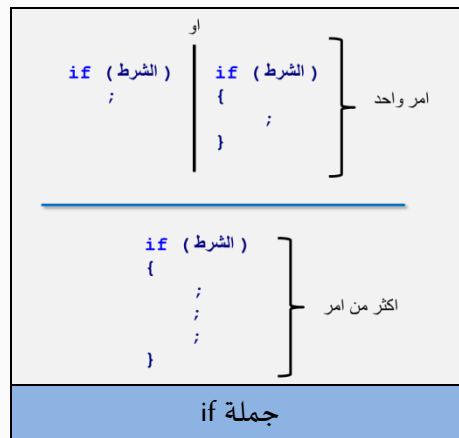 او
if (الشرط)
;
if (الشرط)
{
;
}
امر واحد
if (الشرط)
{
;
;
;
}
اكثر من امر
جملة if